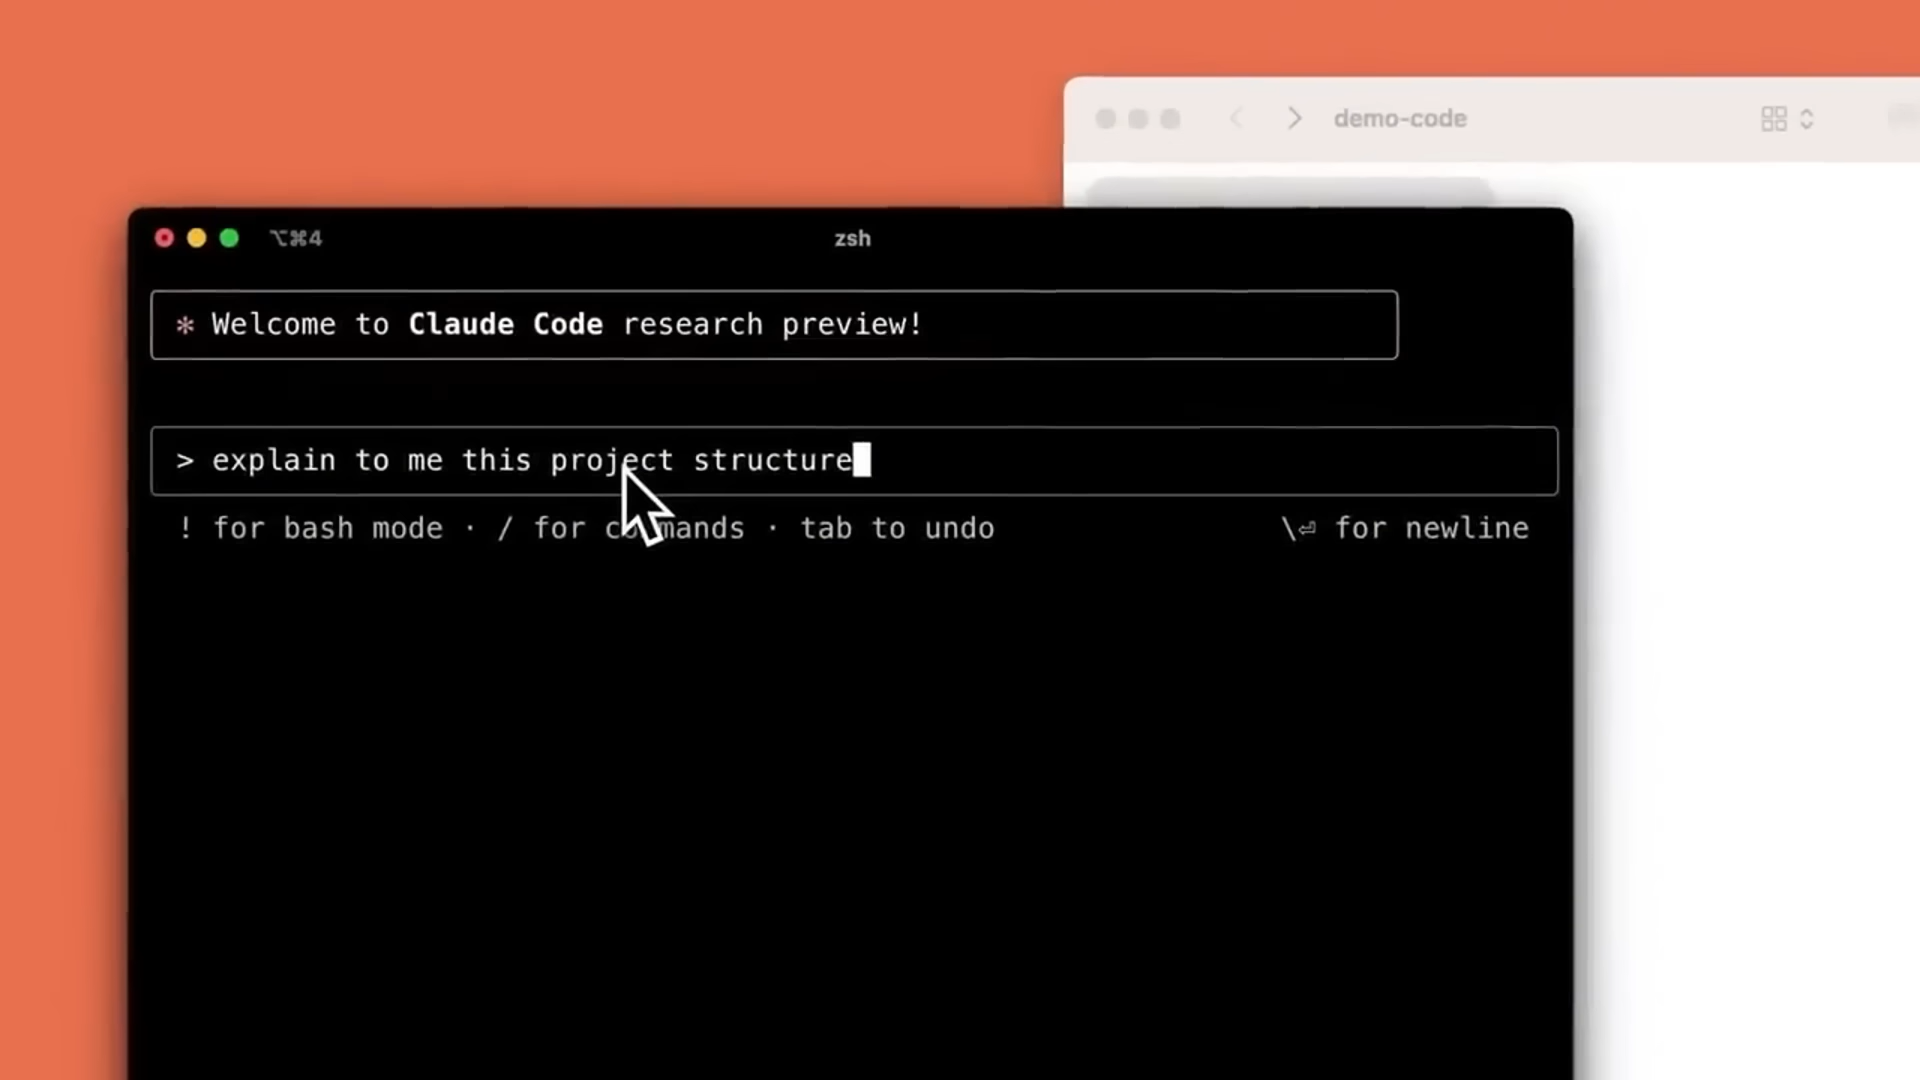 demo-code
⌥⌘4 zsh
* Welcome to Claude Code research preview!
> explain to me this project structure
! for bash mode · / for commands · tab to undo \⏎ for newline